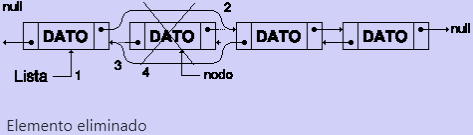 null
2
DATO DATO DATO DATO
null
Lista 1 3 4 nodo
Elemento eliminado